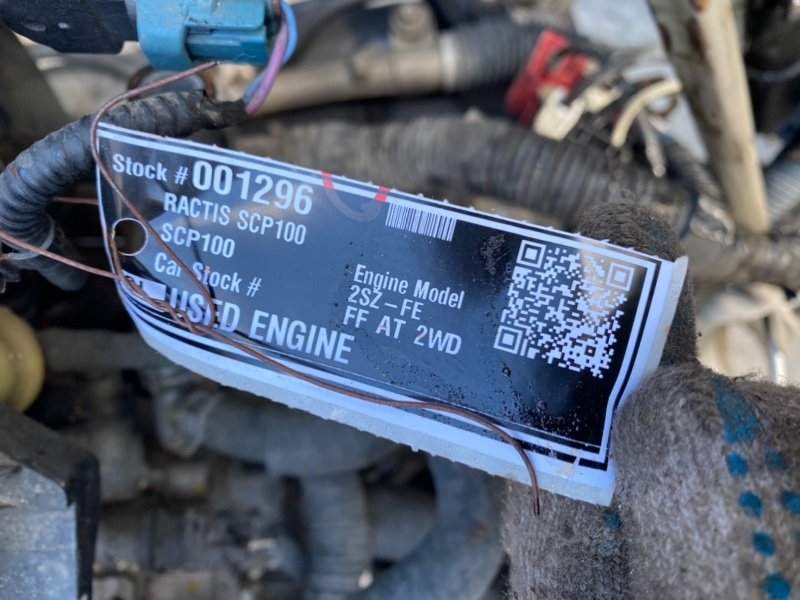 Stock # 001296
RACTIS SCP100
SCP100
Car Stock #
USED ENGINE
Engine Model
2SZ-FE
FF AT 2WD